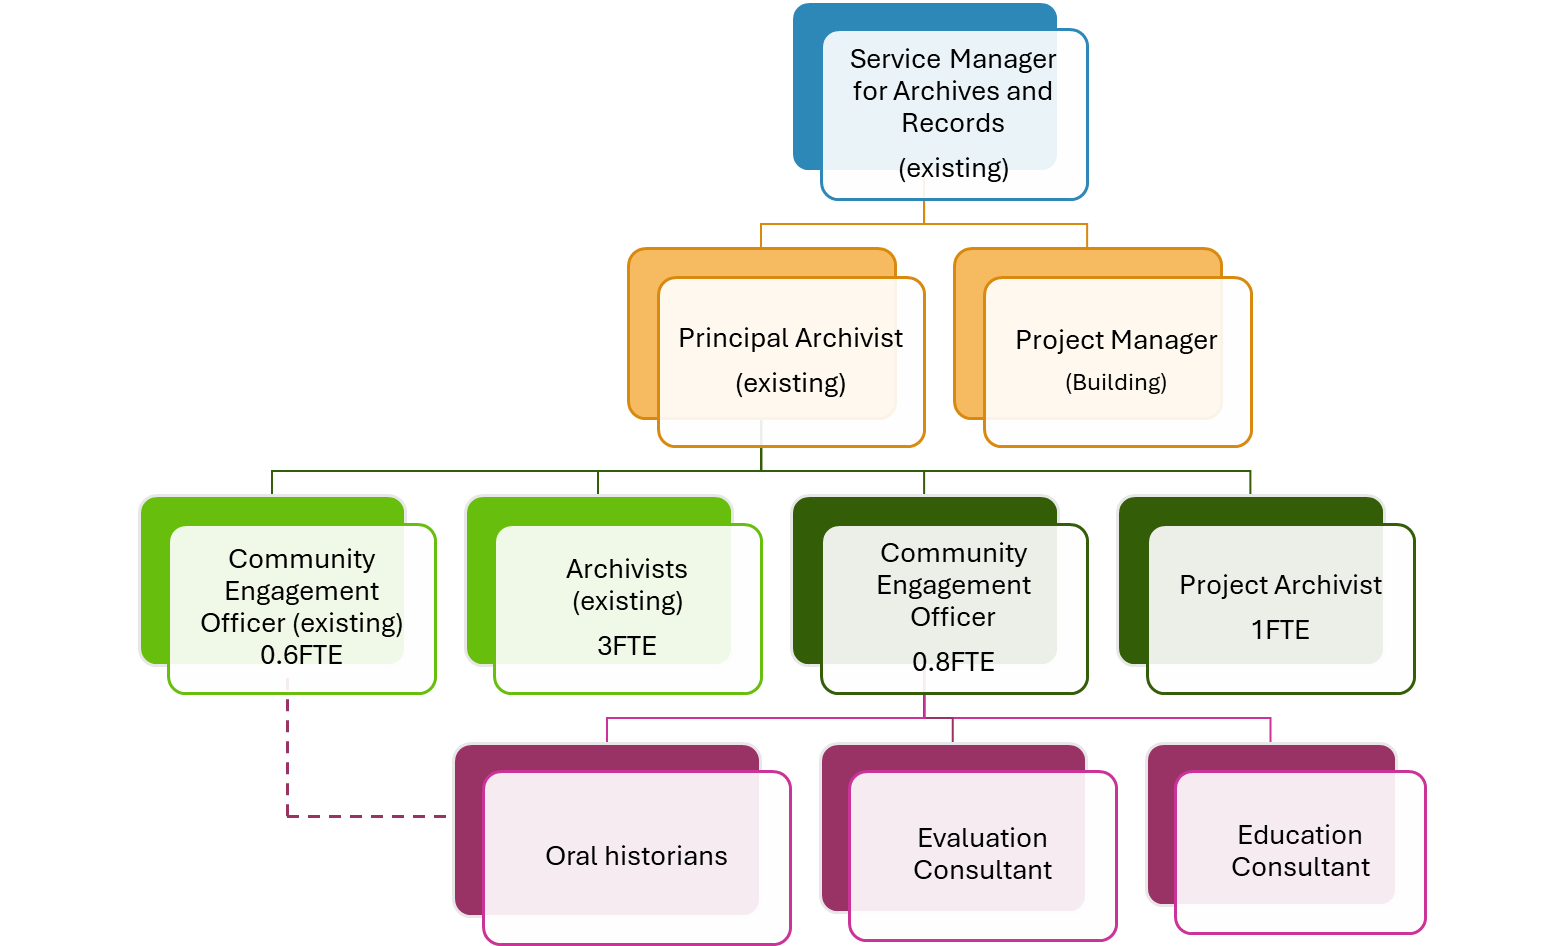 Service Manager
for Archives and
Records
(existing)
Principal Archivist
(existing)
Project Manager
(Building)
Community
Engagement
Officer (existing)
0.6FTE
Archivists
(existing)
3FTE
Community
Engagement
Officer
0.8FTE
Project Archivist
1FTE
Oral historians
Evaluation
Consultant
Education
Consultant